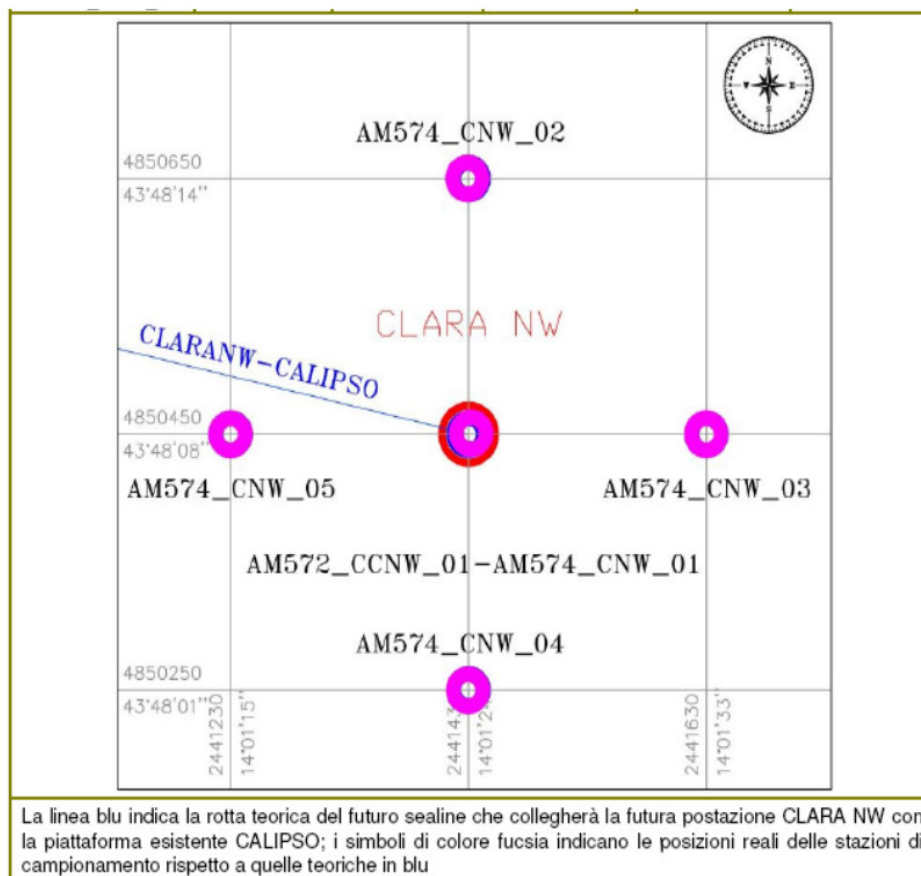 N
W E
S
AM574_CNW_02
4850650
43°48'14"
CLARA NW
CLARANW-CALIPSO
4850450
43°48'08"
AM574_CNW_05
AM574_CNW_03
AM572_CCNW_01-AM574_CNW_01
AM574_CNW_04
4850250
43°48'01"
2441230
14°01'15"
2441630
14°01'33"
La linea blu indica la rotta teorica del futuro sealine che collegherà la futura postazione CLARA NW con
la piattaforma esistente CALIPSO; i simboli di colore fucsia indicano le posizioni reali delle stazioni di
campionamento rispetto a quelle teoriche in blu